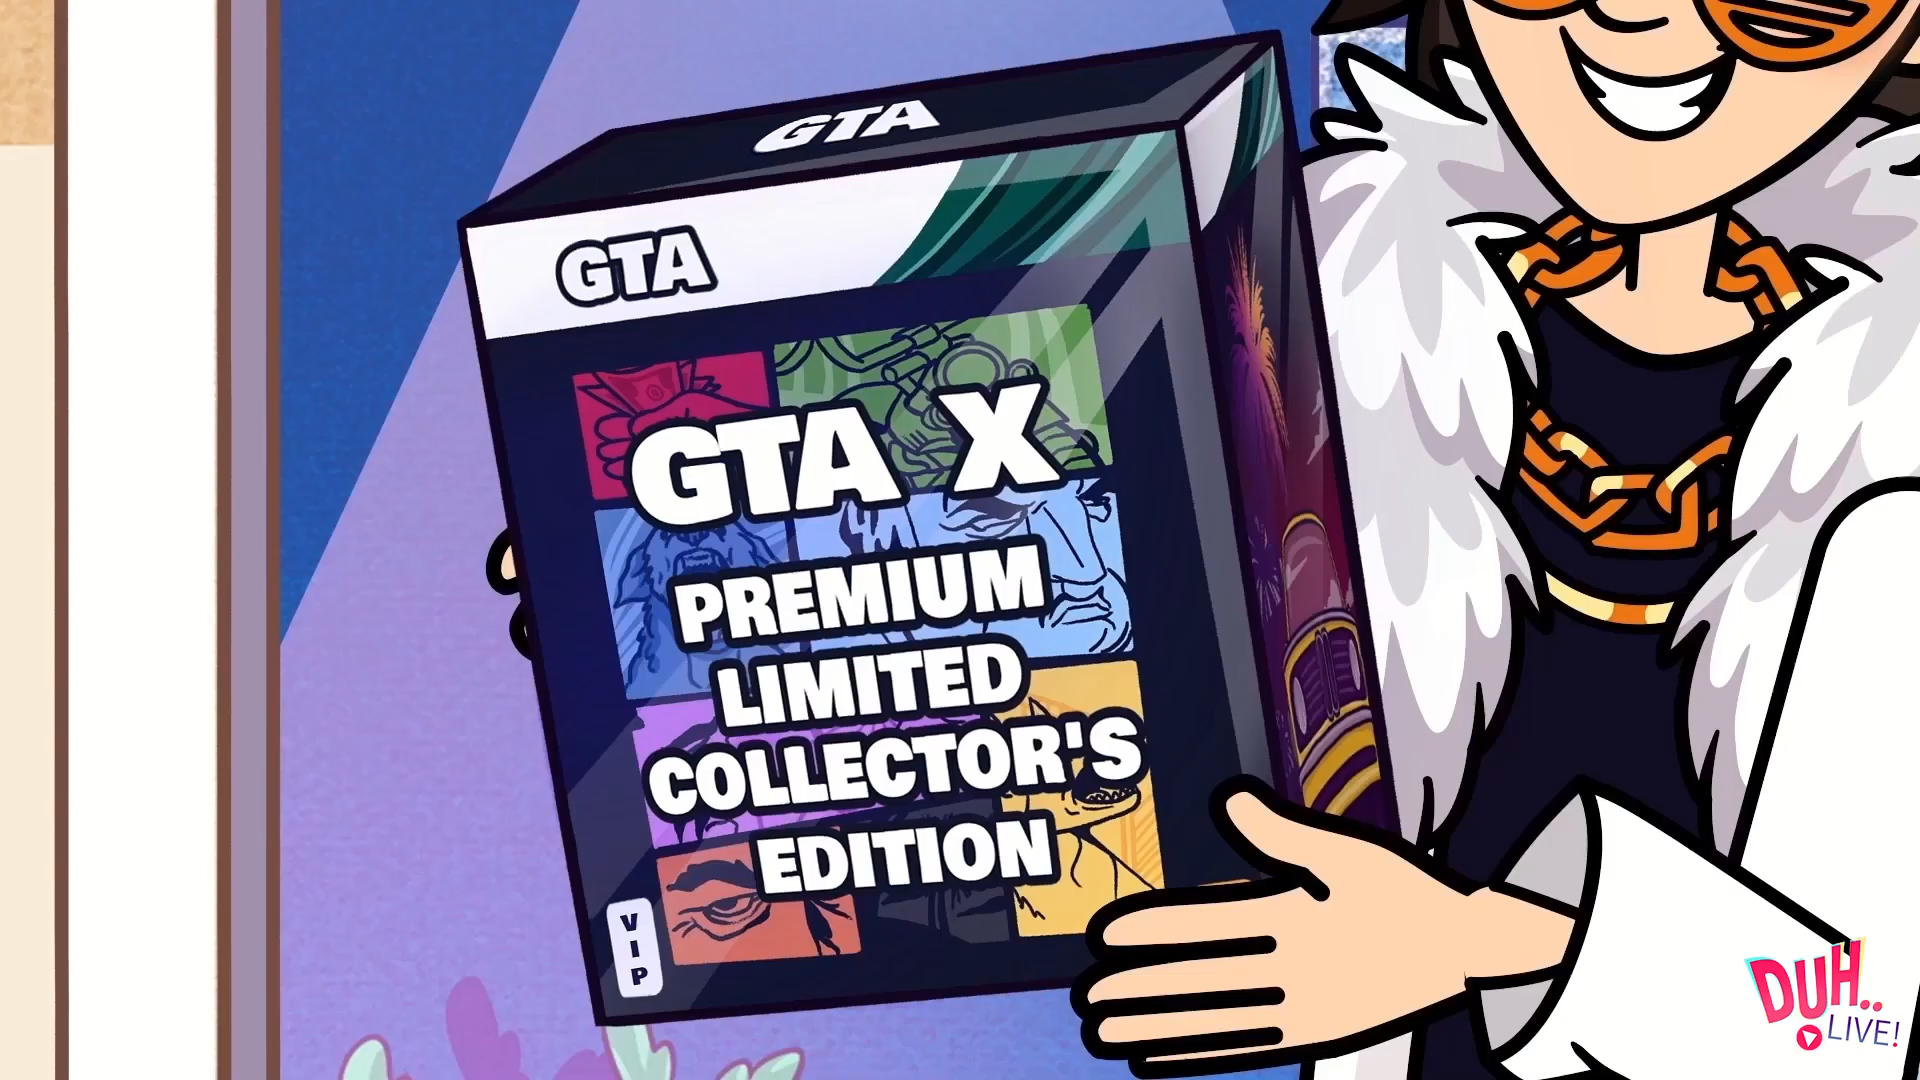 GTA
GTA
GTA X
PREMIUM
LIMITED
COLLECTOR'S
EDITION
VIP
DUH..
LIVE!